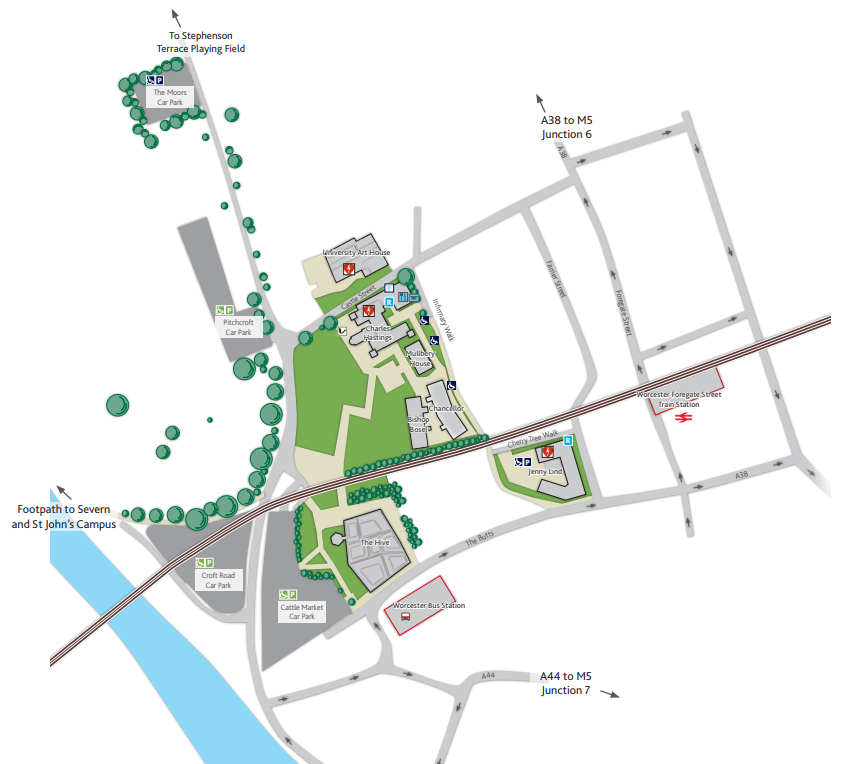 To Stephenson
Terrace Playing Field
P
The Moors
Car Park
A38 to M5
Junction 6
A38
University Art House
Castle Street
R
Infirmary Walk
Farrier Street
Foregate Street
P
Pitchcroft
Car Park
Charles
Hastings
Mullbery
House
Chancellor
Bishop
Bosel
Worcester Foregate Street
Train Station
Cherry Tree Walk
R
P
Jenny Lind
A38
Footpath to Severn
and St John's Campus
The Butts
The Hive
P
Croft Road
Car Park
P
Cattle Market
Car Park
Worcester Bus Station
A44
A44 to M5
Junction 7